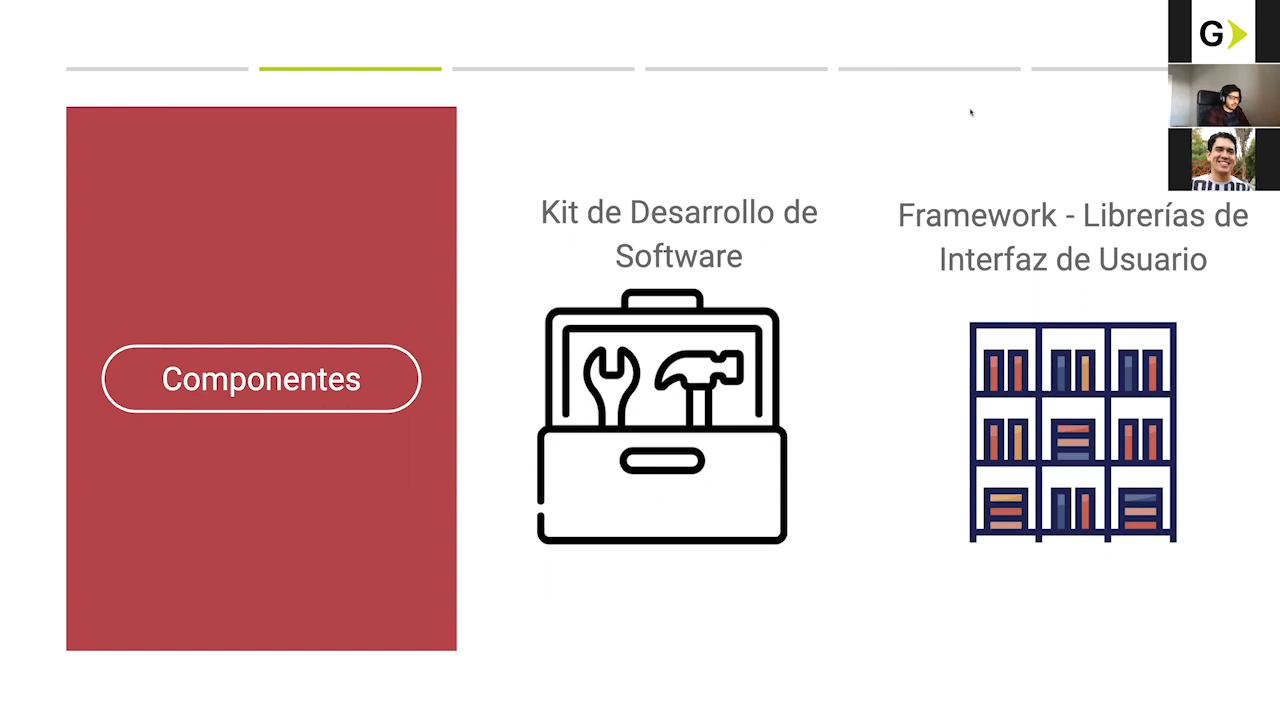 G
Componentes
Kit de Desarrollo de
Software
Framework - Librerías de
Interfaz de Usuario